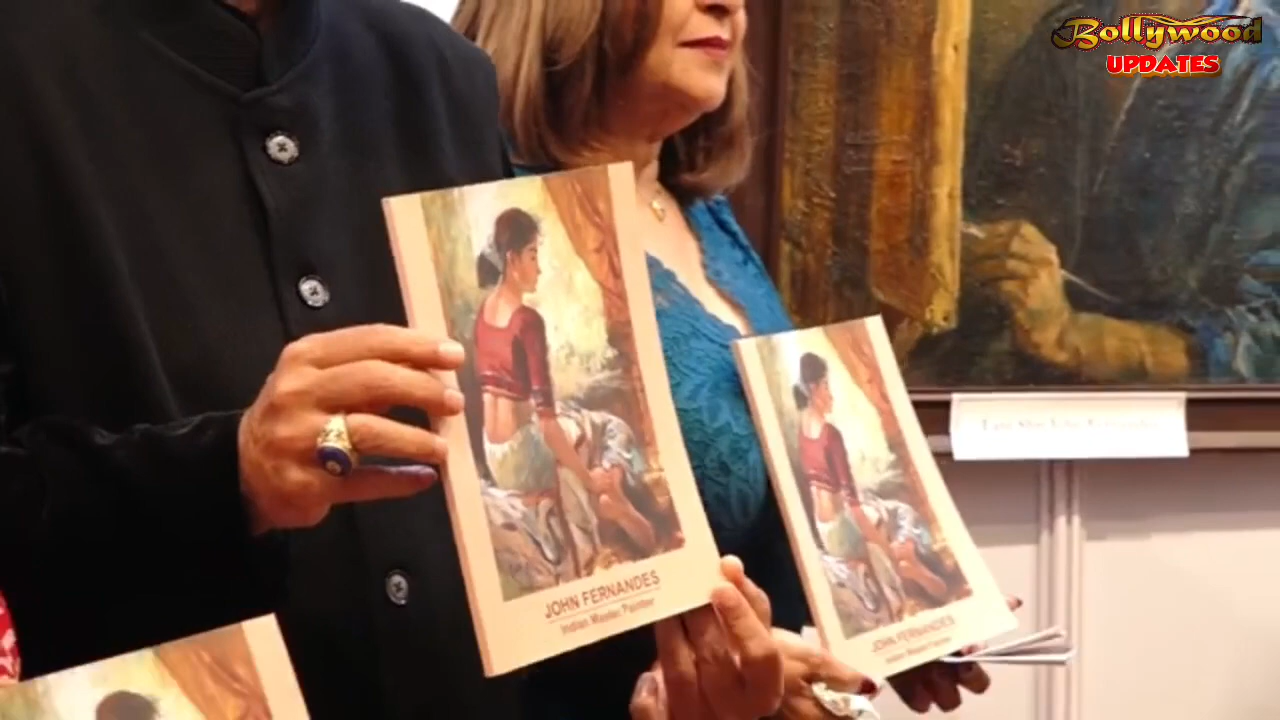 Bollywood
UPDATES
JOHN FERNANDES
Indian Master Painter
JOHN FERNANDES
Indian Master Painter